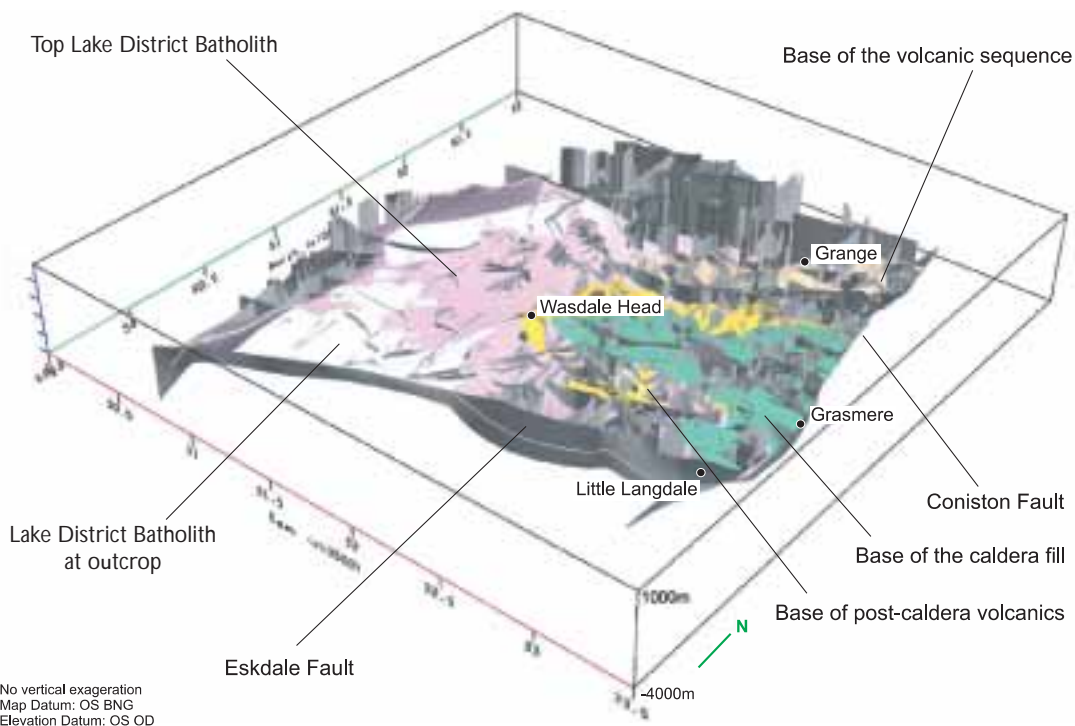 Top Lake District Batholith
Base of the volcanic sequence
Grange
Wasdale Head
Grasmere
Little Langdale
Coniston Fault
Lake District Batholith
at outcrop
Base of the caldera fill
1000m
Base of post-caldera volcanics
N
Eskdale Fault
-4000m
No vertical exageration
Map Datum: OS BNG
Elevation Datum: OS OD